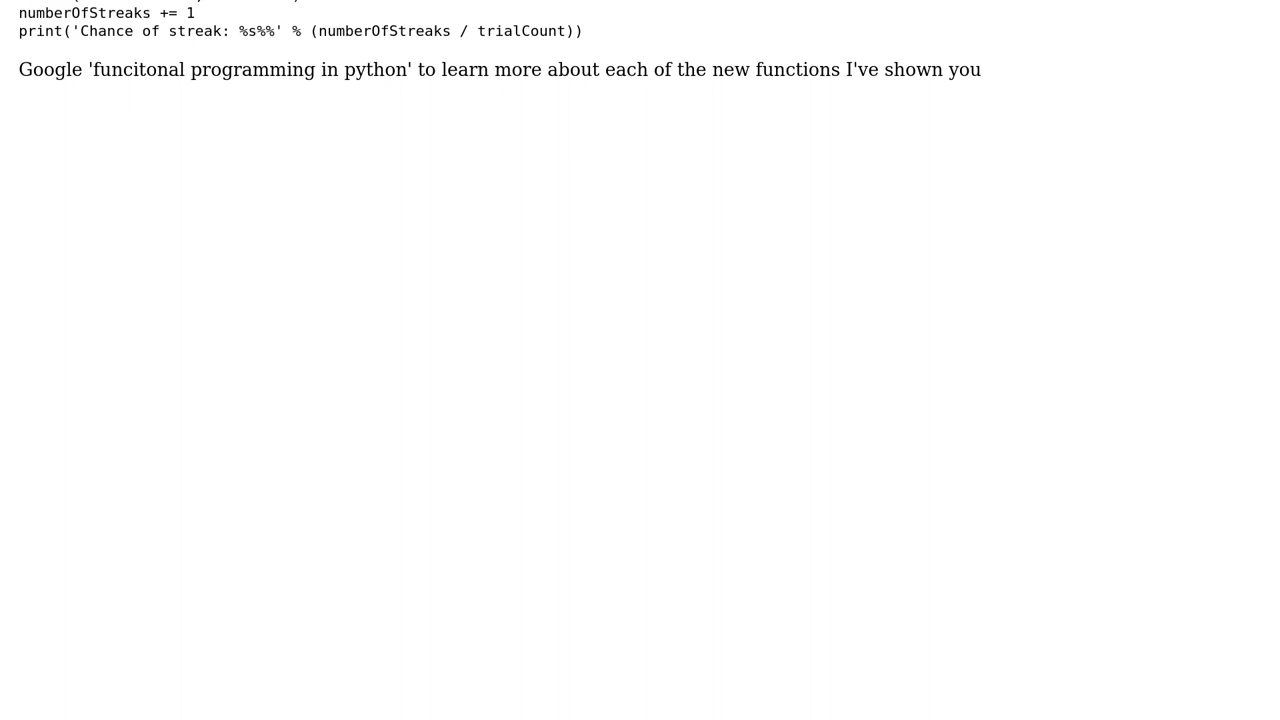 numberOfStreaks += 1
print('Chance of streak: %s%%' % (numberOfStreaks / trialCount))
Google 'funcitonal programming in python' to learn more about each of the new functions I've shown you